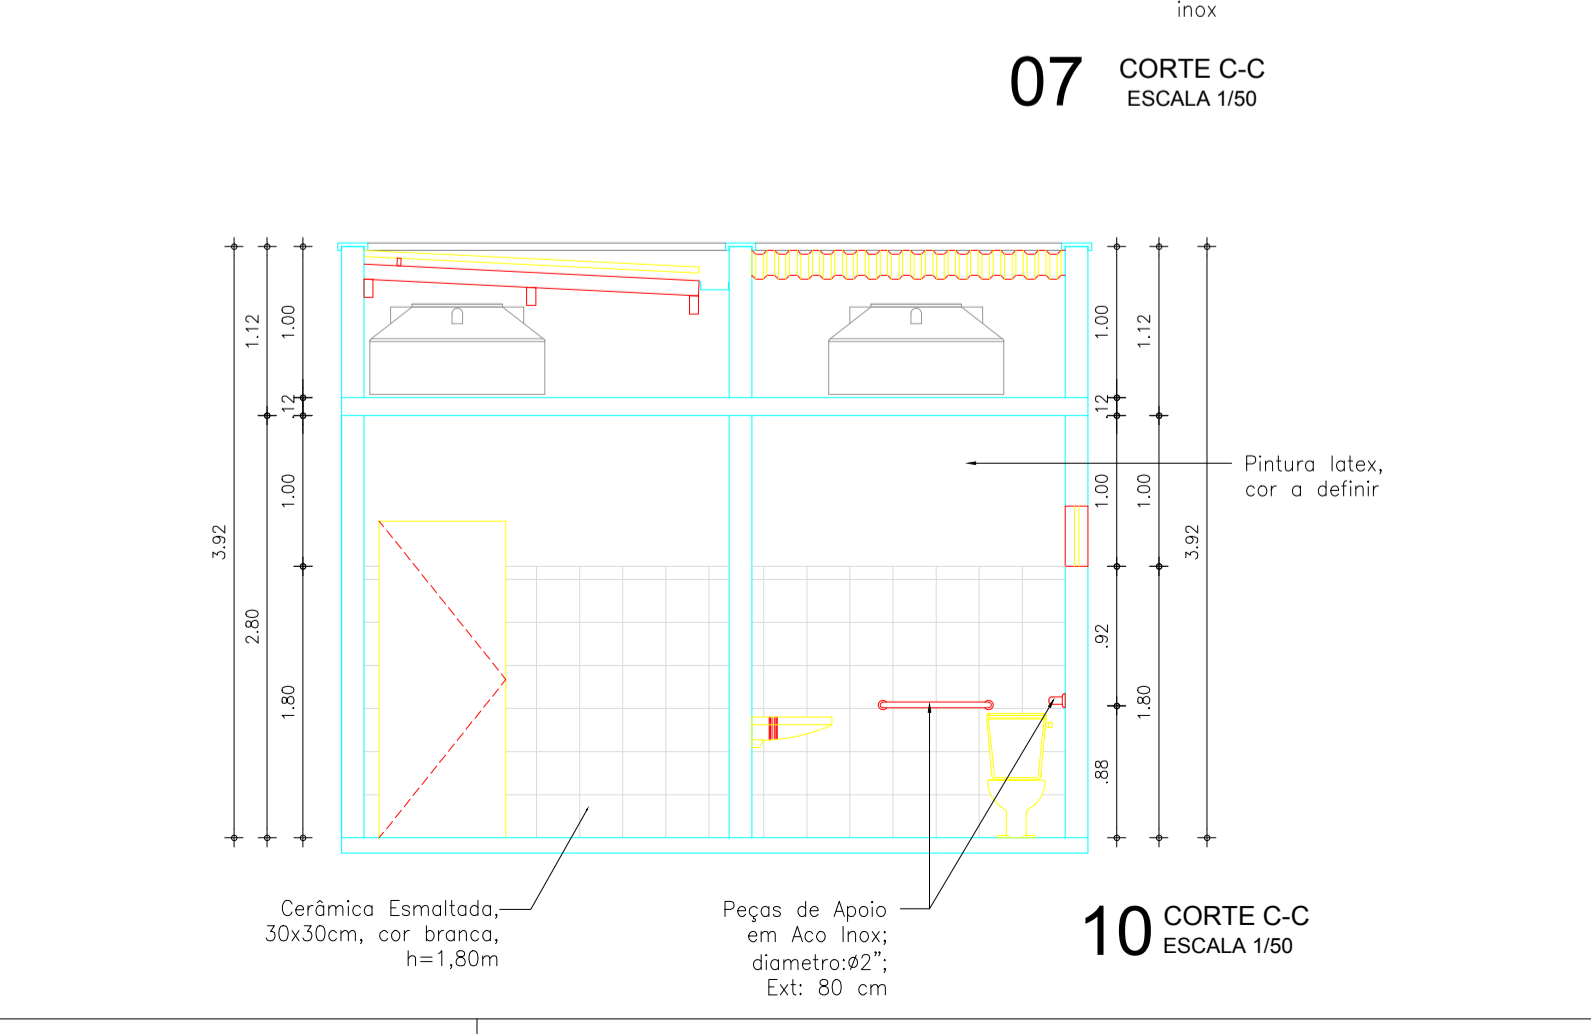 inox
07 CORTE C-C
ESCALA 1/50
1.12
1.00
.12
1.00
3.92
2.80
1.80
1.00
1.12
.12
1.00
1.00
3.92
.92
1.80
.88
Pintura latex,
cor a definir
Cerâmica Esmaltada,
30x30cm, cor branca,
h=1,80m
Peças de Apoio
em Aco Inox;
diametro:ø2";
Ext: 80 cm
10 CORTE C-C
ESCALA 1/50